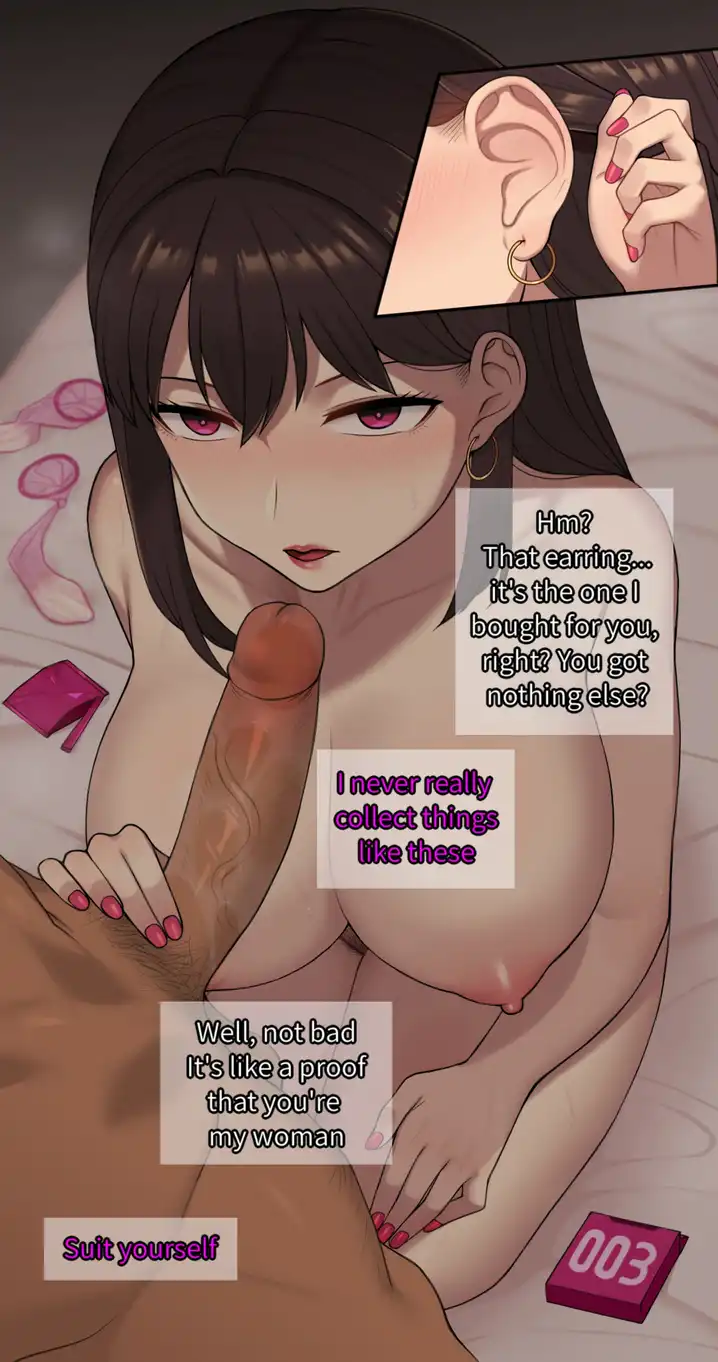 Hm?
That earring...
it's the one I
bought for you,
right? You got
nothing else?
I never really
collect things
like these
Well, not bad
It's like a proof
that you're
my woman
Suit yourself
003